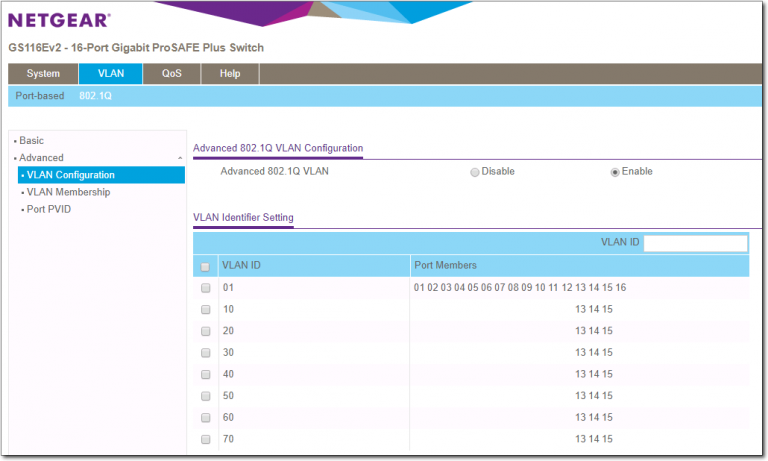 NETGEAR®
GS116Ev2 - 16-Port Gigabit ProSAFE Plus Switch
System VLAN QoS Help
Port-based 802.1Q
Basic
Advanced
VLAN Configuration
VLAN Membership
Port PVID
Advanced 802.1Q VLAN Configuration
Advanced 802.1Q VLAN Disable Enable
VLAN Identifier Setting
VLAN ID
VLAN ID Port Members
01 01 02 03 04 05 06 07 08 09 10 11 12 13 14 15 16
10 13 14 15
20 13 14 15
30 13 14 15
40 13 14 15
50 13 14 15
60 13 14 15
70 13 14 15